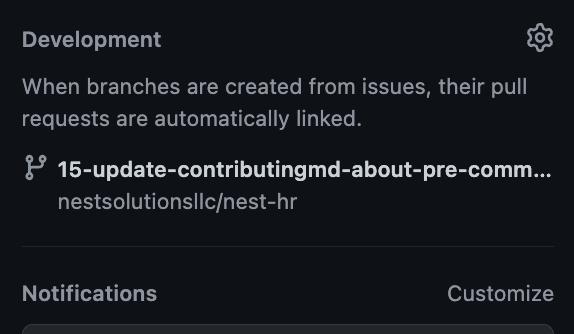 Development
When branches are created from issues, their pull
requests are automatically linked.
15-update-contributingmd-about-pre-comm...
nestsolutionsllc/nest-hr
Notifications
Customize